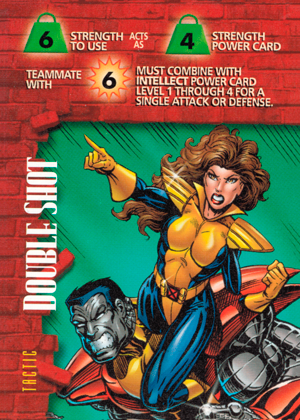 6 STRENGTH TO USE ACTS AS 4 STRENGTH POWER CARD
TEAMMATE WITH 6 MUST COMBINE WITH
INTELLECT POWER CARD
LEVEL 1 THROUGH 4 FOR A
SINGLE ATTACK OR DEFENSE.
DOUBLE SHOT
TACTIC